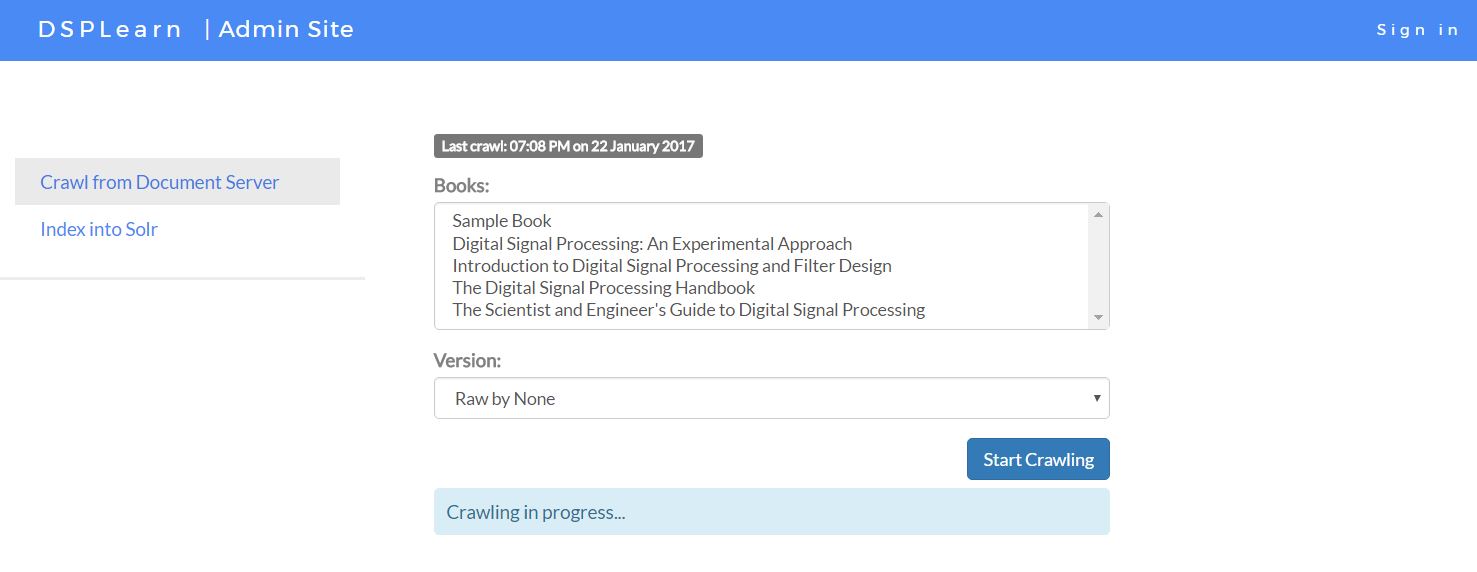 DSPLearn | Admin Site
Sign in
Crawl from Document Server
Index into Solr
Last crawl: 07:08 PM on 22 January 2017
Books:
Sample Book
Digital Signal Processing: An Experimental Approach
Introduction to Digital Signal Processing and Filter Design
The Digital Signal Processing Handbook
The Scientist and Engineer's Guide to Digital Signal Processing
Version:
Raw by None
Start Crawling
Crawling in progress...